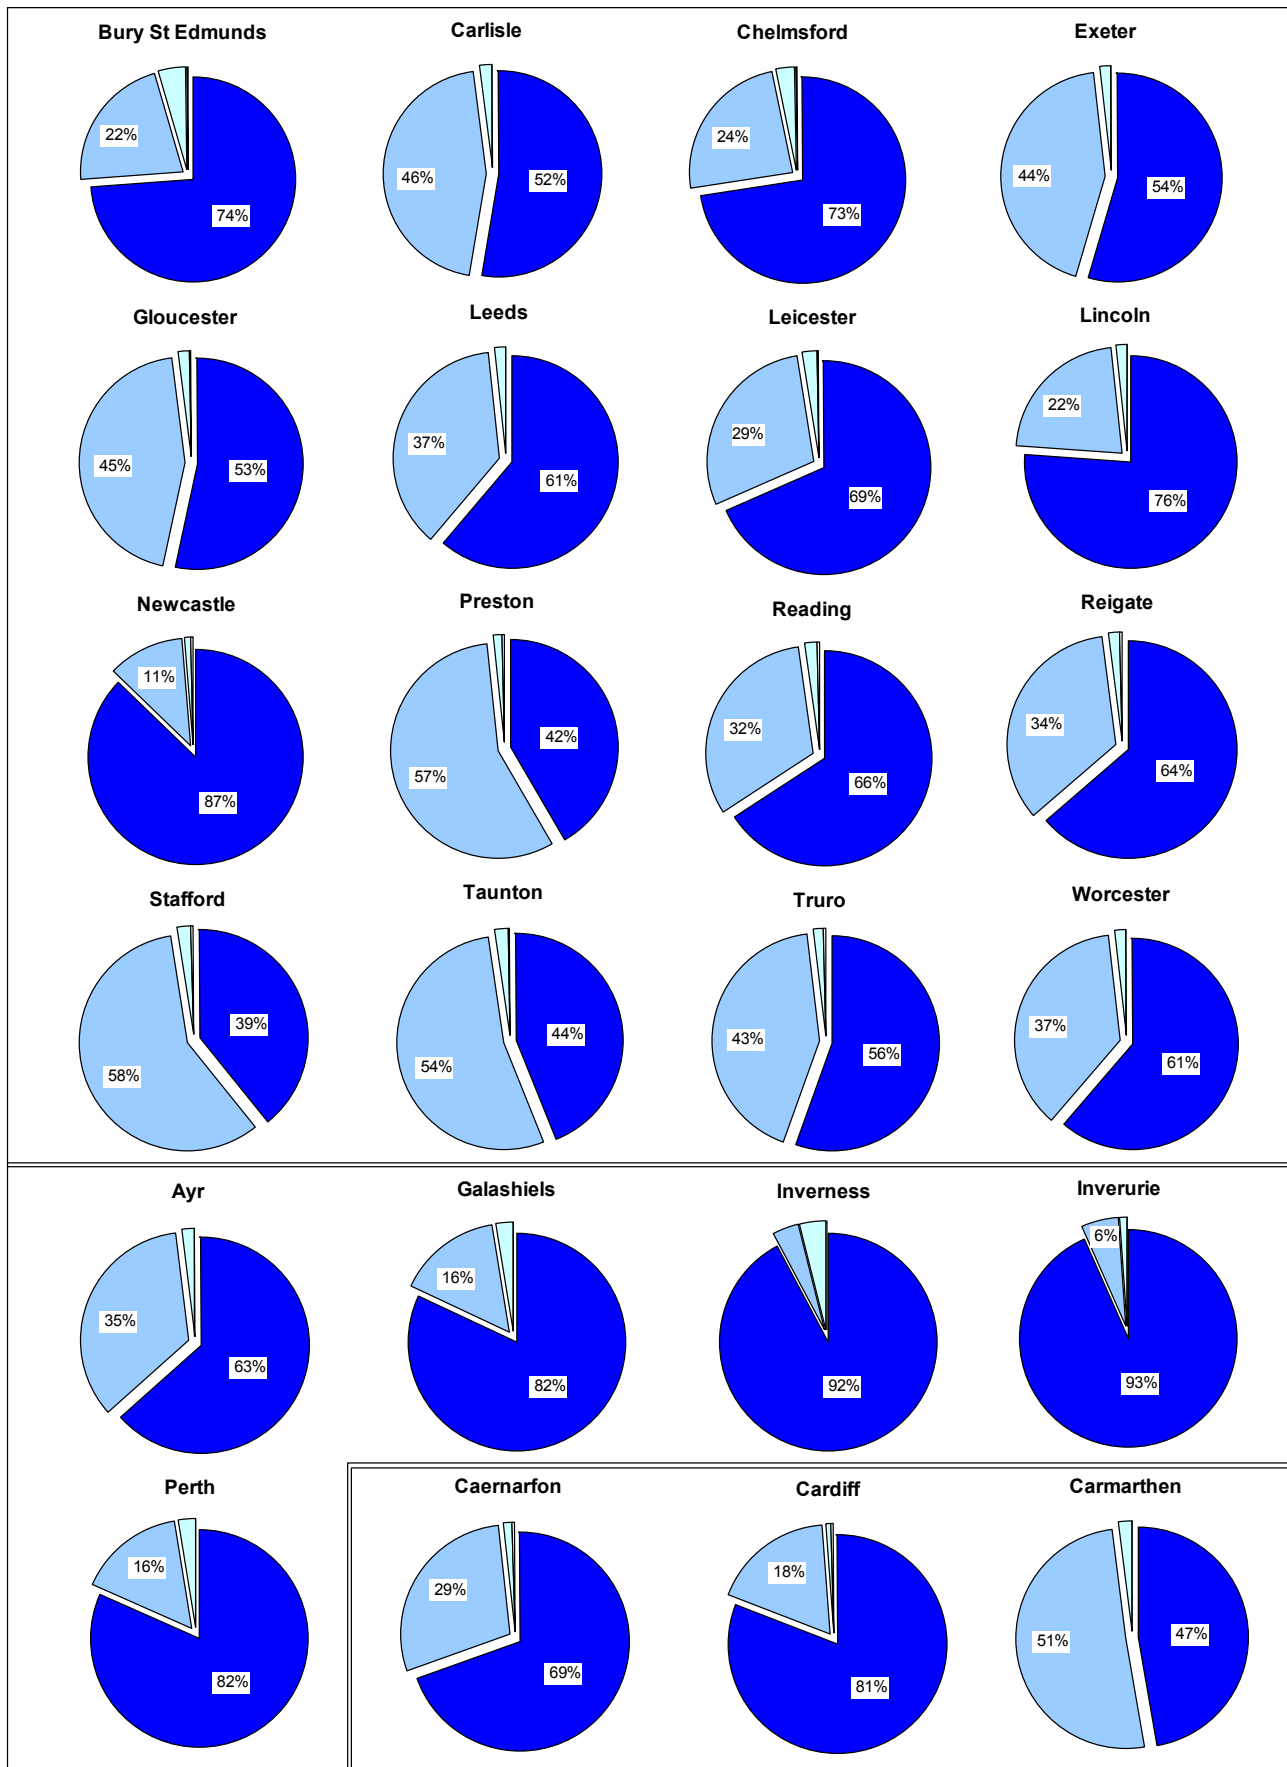 Bury St Edmunds
Carlisle
Chelmsford
Exeter
22%
74%
46%
52%
24%
73%
44%
54%
Gloucester
Leeds
Leicester
Lincoln
45%
53%
37%
61%
29%
69%
22%
76%
Newcastle
Preston
Reading
Reigate
11%
87%
57%
42%
32%
66%
34%
64%
Stafford
Taunton
Truro
Worcester
58%
39%
54%
44%
43%
56%
37%
61%
Ayr
Galashiels
Inverness
Inverurie
35%
63%
16%
82%
92%
6%
93%
Perth
Caernarfon
Cardiff
Carmarthen
16%
82%
29%
69%
18%
81%
51%
47%